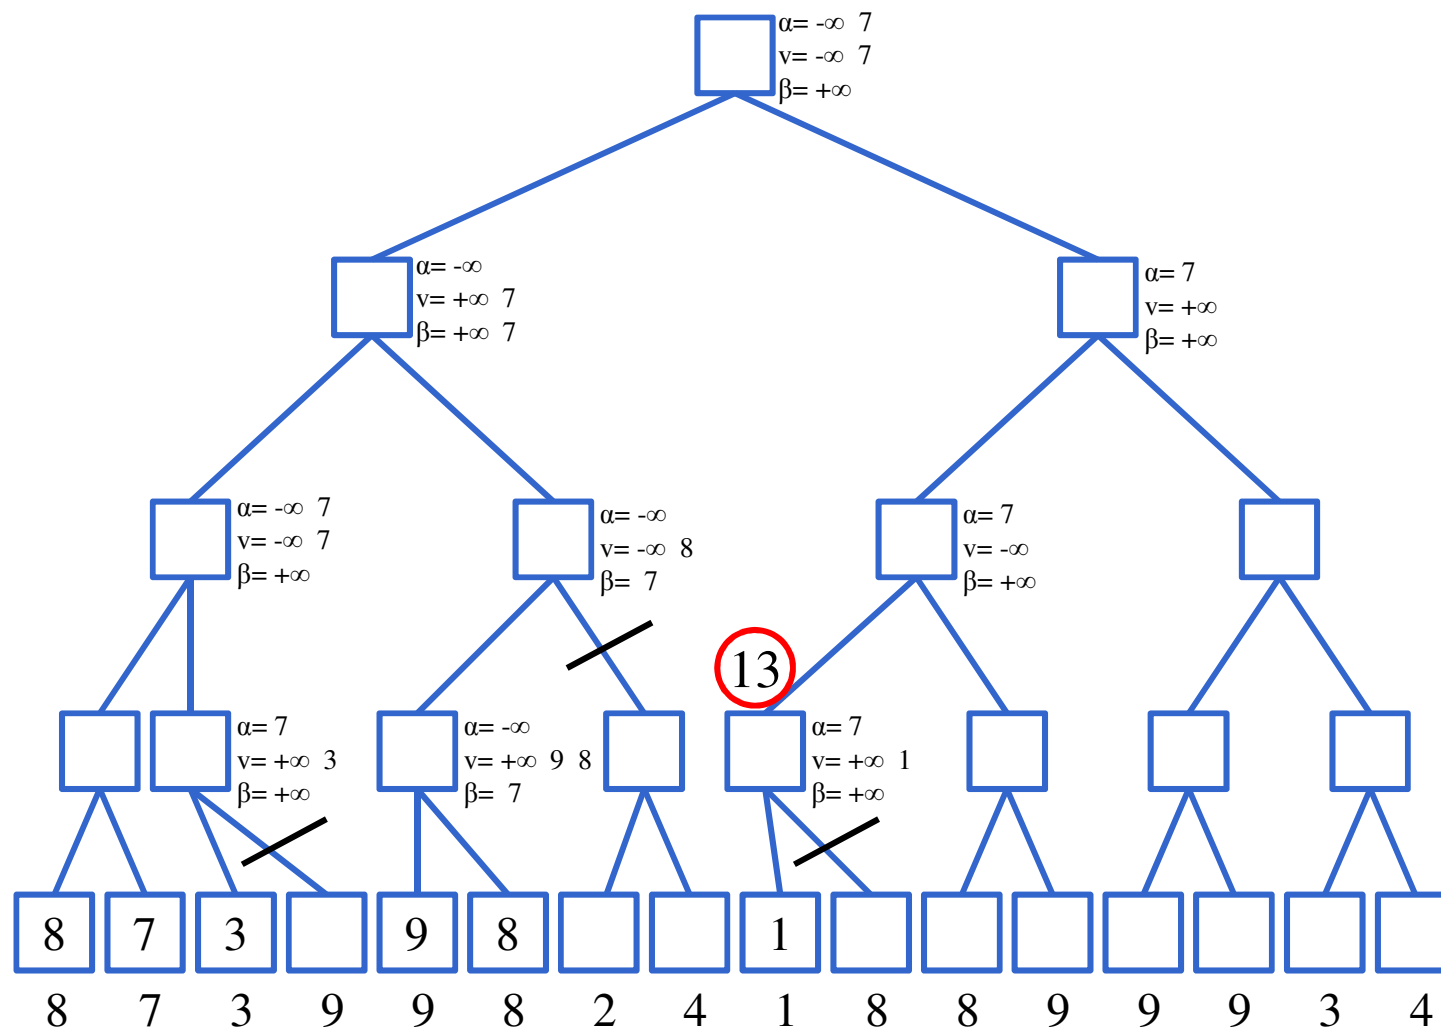 α= -∞ 7
v= -∞ 7
β= +∞
α= -∞
v= +∞ 7
β= +∞ 7
α= 7
v= +∞
β= +∞
α= -∞ 7
v= -∞ 7
β= +∞
α= -∞
v= -∞ 8
β= 7
α= 7
v= -∞
β= +∞
13
α= 7
v= +∞ 3
β= +∞
α= -∞
v= +∞ 9 8
β= 7
α= 7
v= +∞ 1
β= +∞
8 7 3 9 8 1
8 7 3 9 9 8 2 4 1 8 8 9 9 9 3 4